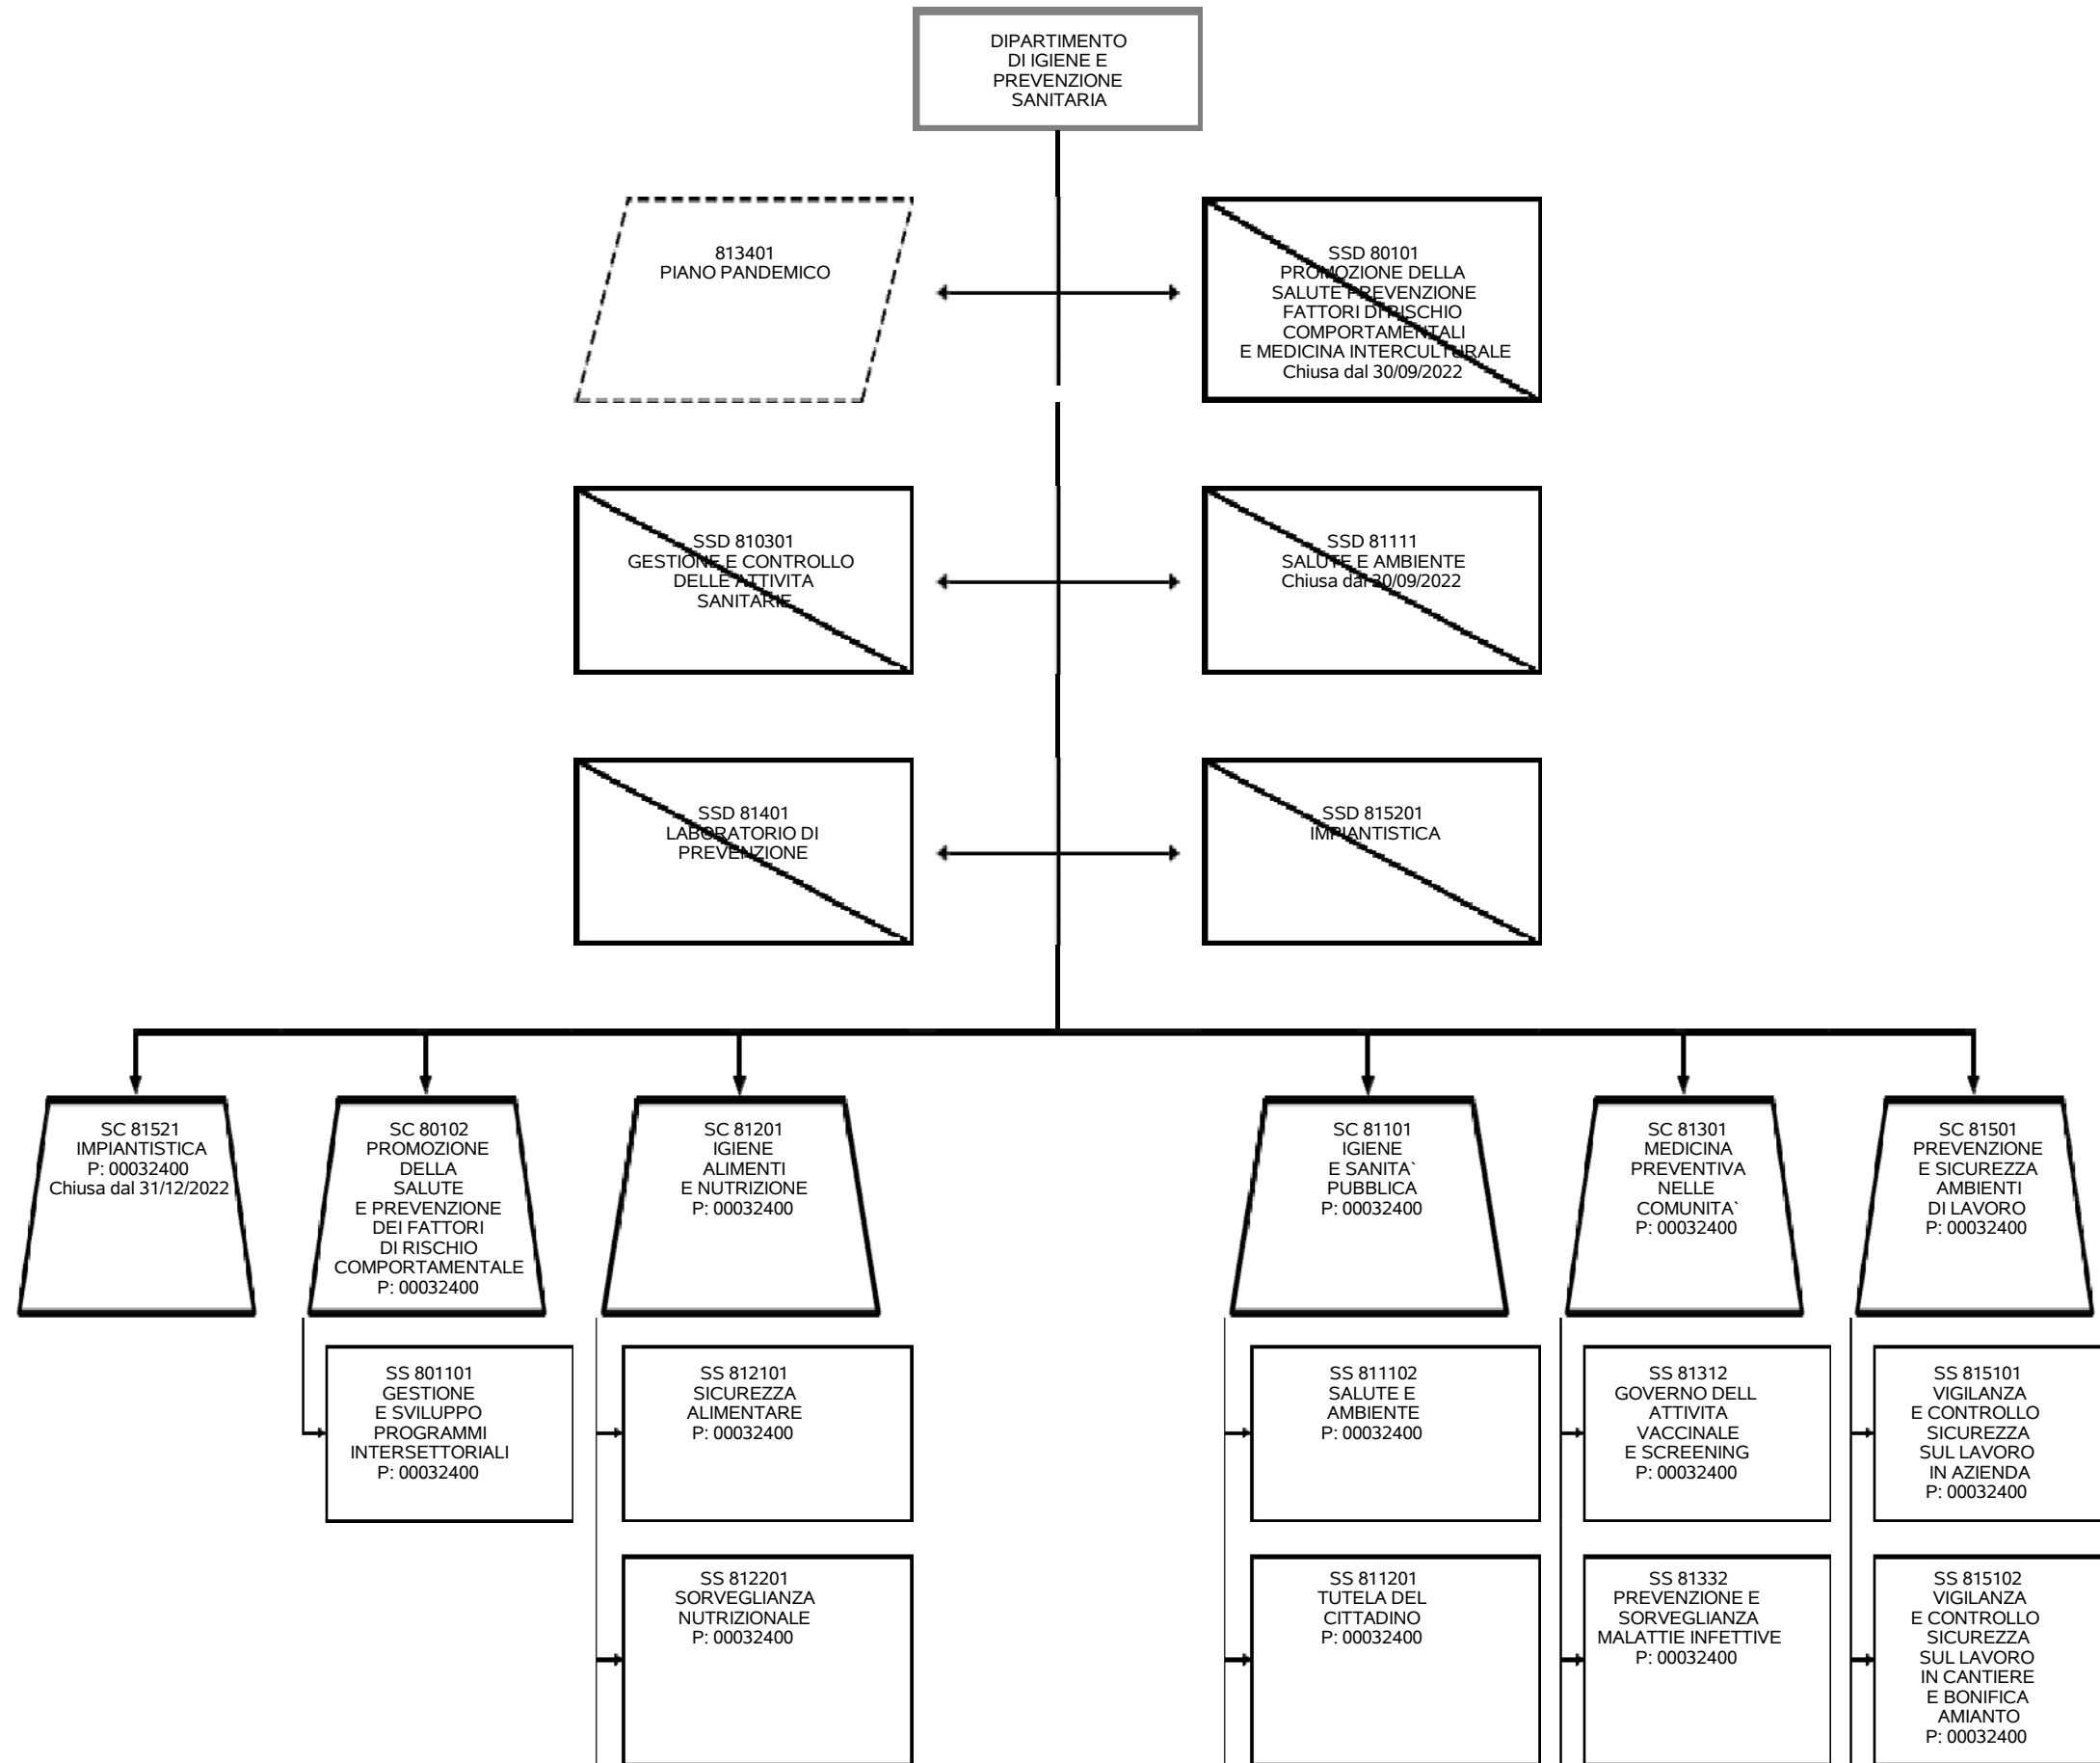 DIPARTIMENTO
DI IGIENE E
PREVENZIONE
SANITARIA
813401
PIANO PANDEMICO
SSD 80101
PROMOZIONE DELLA
SALUTE PREVENZIONE
FATTORI DI RISCHIO
COMPORTAMENTALI
E MEDICINA INTERCULTURALE
Chiusa dal 30/09/2022
SSD 810301
GESTIONE E CONTROLLO
DELLE ATTIVITA
SANITARIE
SSD 81111
SALUTE E AMBIENTE
Chiusa dal 30/09/2022
SSD 81401
LABORATORIO DI
PREVENZIONE
SSD 815201
IMPIANTISTICA
SC 81521
IMPIANTISTICA
P: 00032400
Chiusa dal 31/12/2022
SC 80102
PROMOZIONE
DELLA
SALUTE
E PREVENZIONE
DEI FATTORI
DI RISCHIO
COMPORTAMENTALE
P: 00032400
SC 81201
IGIENE
ALIMENTI
E NUTRIZIONE
P: 00032400
SC 81101
IGIENE
E SANITA`
PUBBLICA
P: 00032400
SC 81301
MEDICINA
PREVENTIVA
NELLE
COMUNITA`
P: 00032400
SC 81501
PREVENZIONE
E SICUREZZA
AMBIENTI
DI LAVORO
P: 00032400
SS 801101
GESTIONE
E SVILUPPO
PROGRAMMI
INTERSETTORIALI
P: 00032400
SS 812101
SICUREZZA
ALIMENTARE
P: 00032400
SS 811102
SALUTE E
AMBIENTE
P: 00032400
SS 81312
GOVERNO DELL
ATTIVITA
VACCINALE
E SCREENING
P: 00032400
SS 815101
VIGILANZA
E CONTROLLO
SICUREZZA
SUL LAVORO
IN AZIENDA
P: 00032400
SS 812201
SORVEGLIANZA
NUTRIZIONALE
P: 00032400
SS 811201
TUTELA DEL
CITTADINO
P: 00032400
SS 81332
PREVENZIONE E
SORVEGLIANZA
MALATTIE INFETTIVE
P: 00032400
SS 815102
VIGILANZA
E CONTROLLO
SICUREZZA
SUL LAVORO
IN CANTIERE
E BONIFICA
AMIANTO
P: 00032400